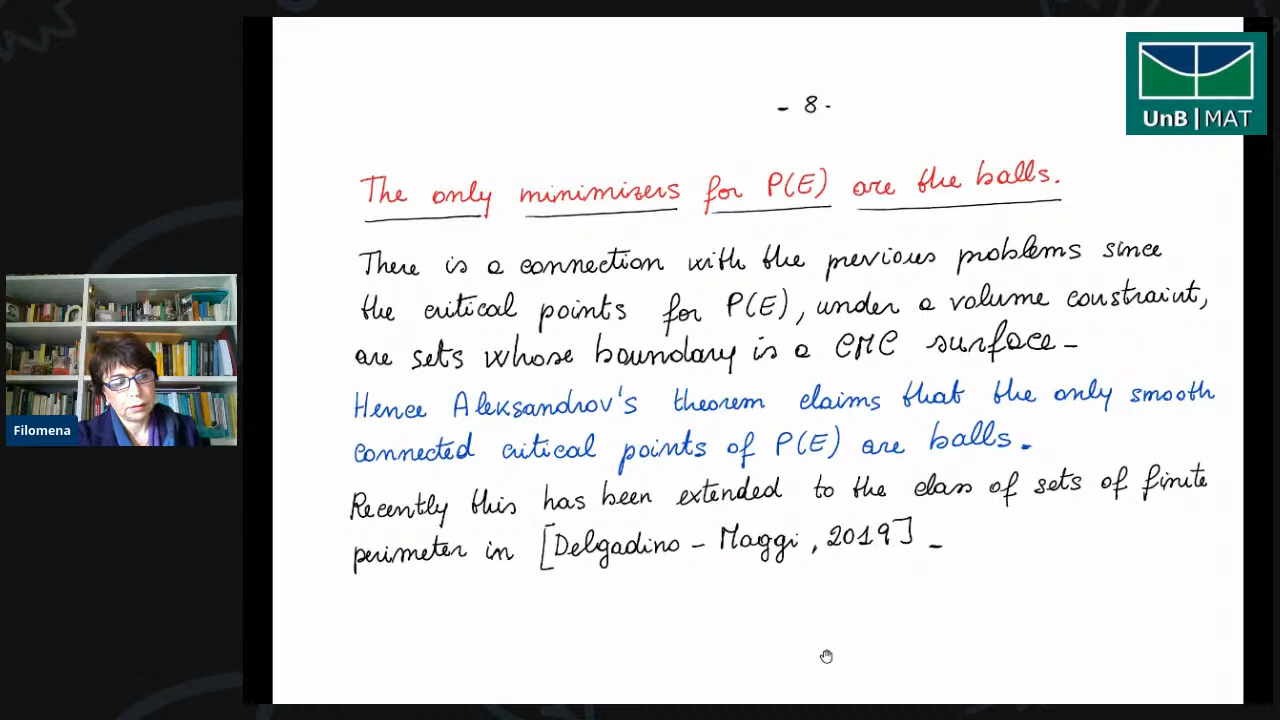 - 8 -
UnB | MAT
The only minimizers for P(E) are the balls.
There is a connection with the previous problems since
the critical points for P(E), under a volume constraint,
are sets whose boundary is a CMC surface -
Hence Aleksandrov's theorem claims that the only smooth
connected critical points of P(E) are balls.
Recently this has been extended to the class of sets of finite
perimeter in [Delgadino - Maggi, 2019] -
Filomena